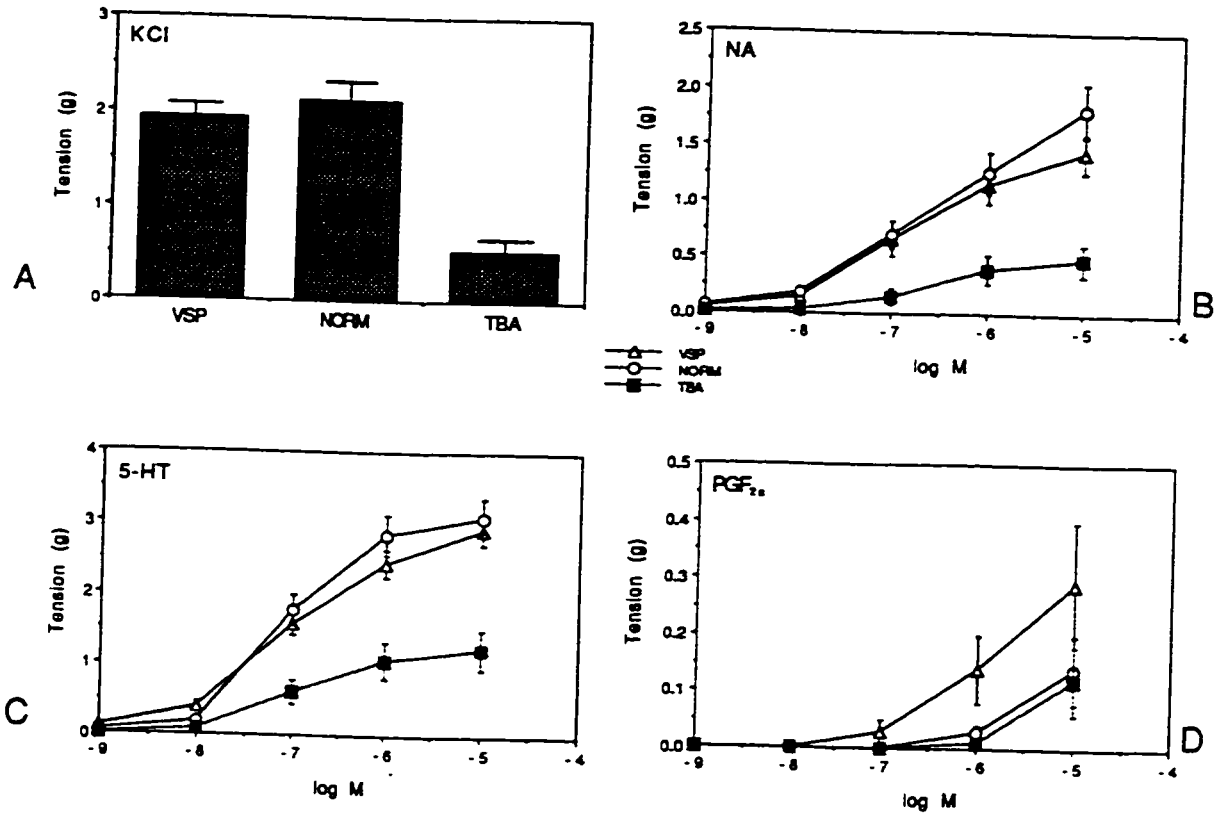 KCl
3
2
1
0
Tension (g)
VSP NORM TBA
A
NA
2.5
2.0
1.5
1.0
0.5
0.0
Tension (g)
-9 -8 -7 -6 -5 -4
log M
B
VSP
NORM
TBA
5-HT
4
3
2
1
0
Tension (g)
-9 -8 -7 -6 -5 -4
log M
C
PGF₂ₐ
0.5
0.4
0.3
0.2
0.1
0.0
Tension (g)
-9 -8 -7 -6 -5 -4
log M
D